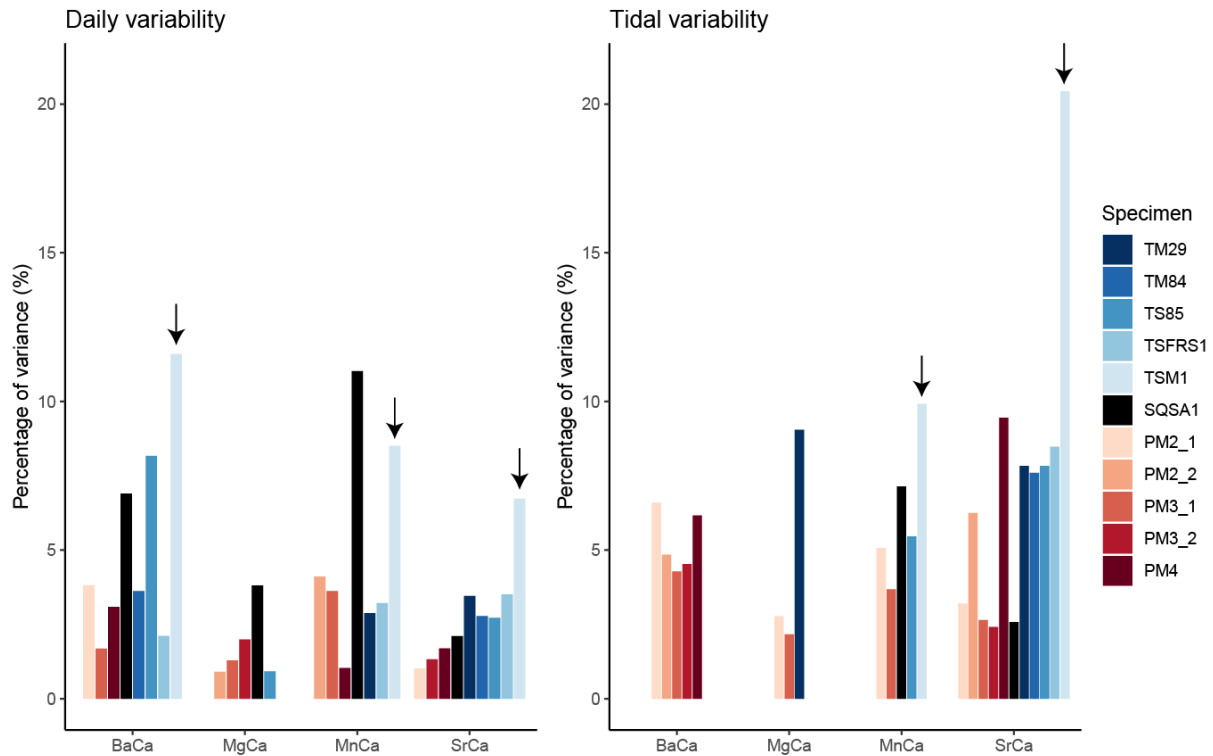 Daily variability
Percentage of variance (%)
20
15
10
5
0
BaCa
MgCa
MnCa
SrCa
Tidal variability
Percentage of variance (%)
20
15
10
5
0
BaCa
MgCa
MnCa
SrCa
Specimen
TM29
TM84
TS85
TSFRS1
TSM1
SQSA1
PM2_1
PM2_2
PM3_1
PM3_2
PM4